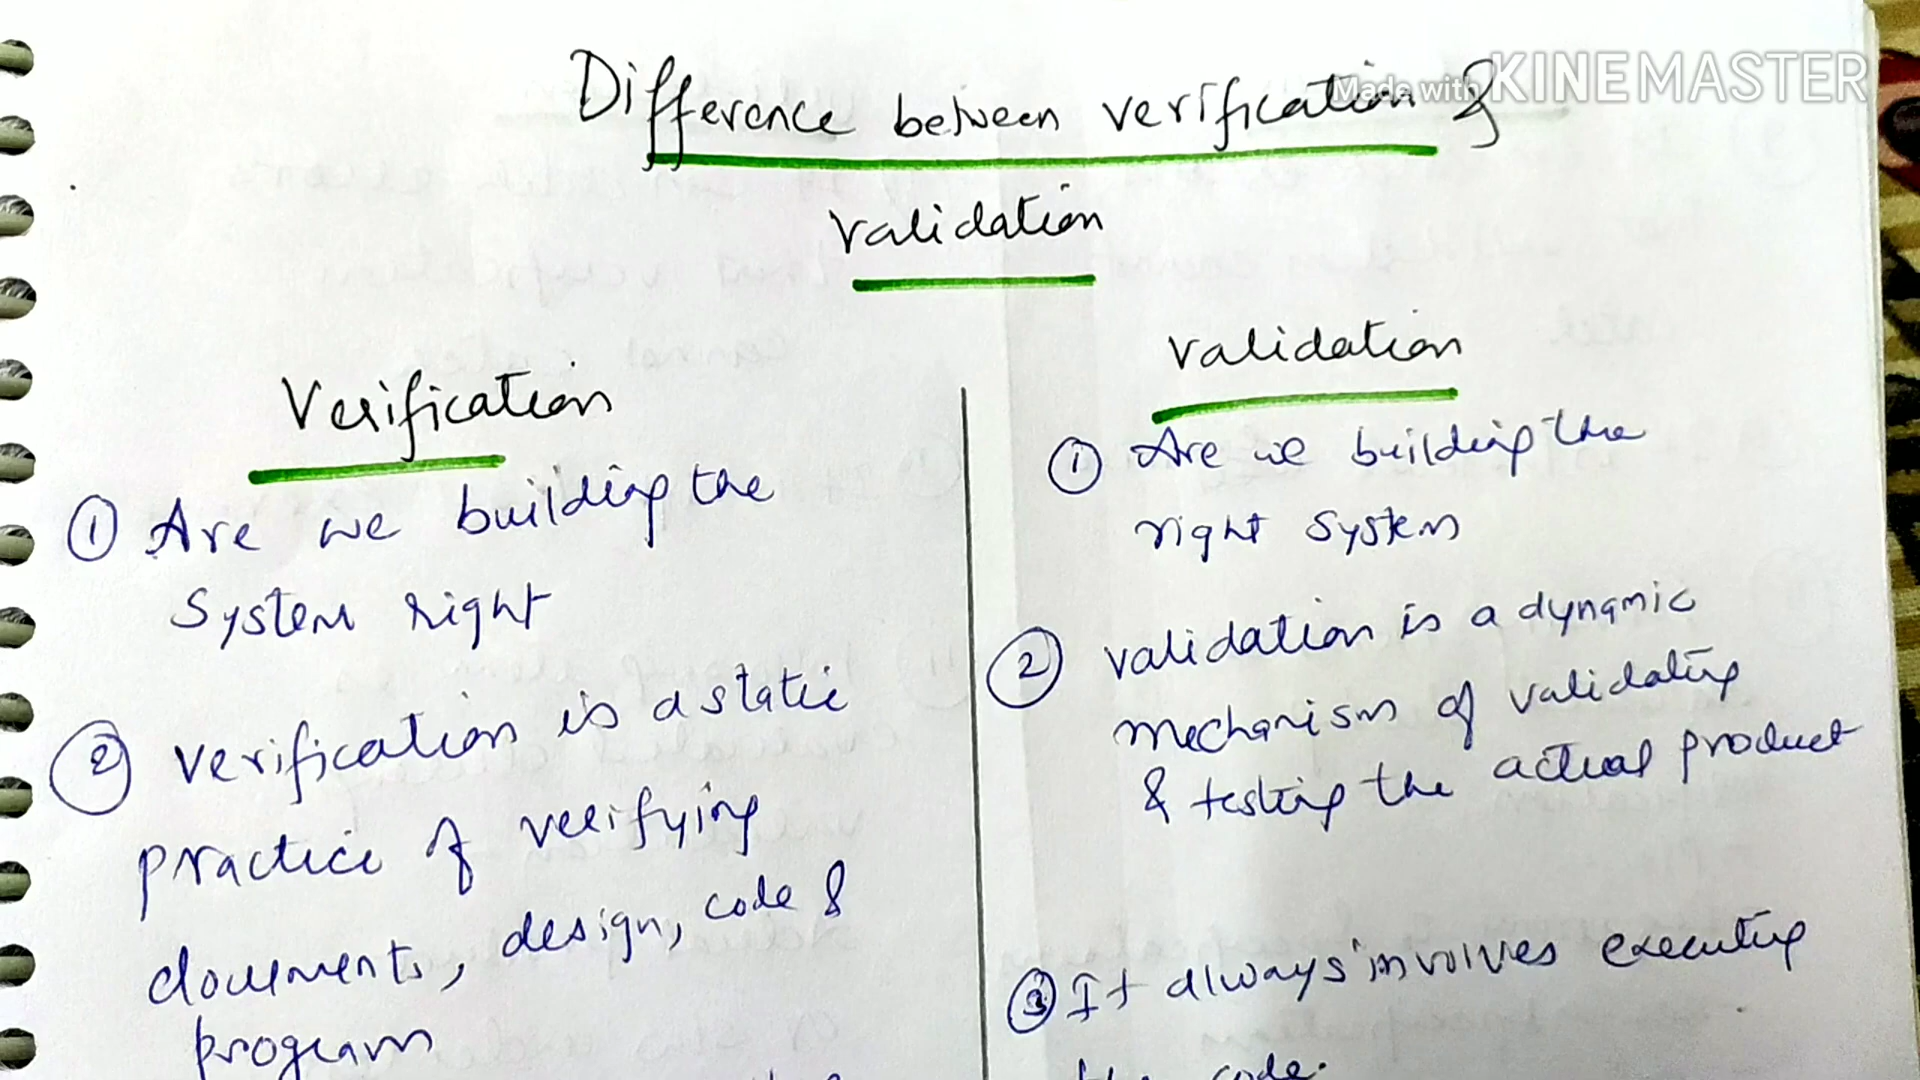 Difference between verification &
Made with KINEMASTER
validation
Verification
① Are we building the
System right
② verification is a static
practice of verifying
documents, design, code &
program
validation
① Are we building the
right system
② validation is a dynamic
mechanism of validating
& testing the actual product
③ It always involves executing
the code.